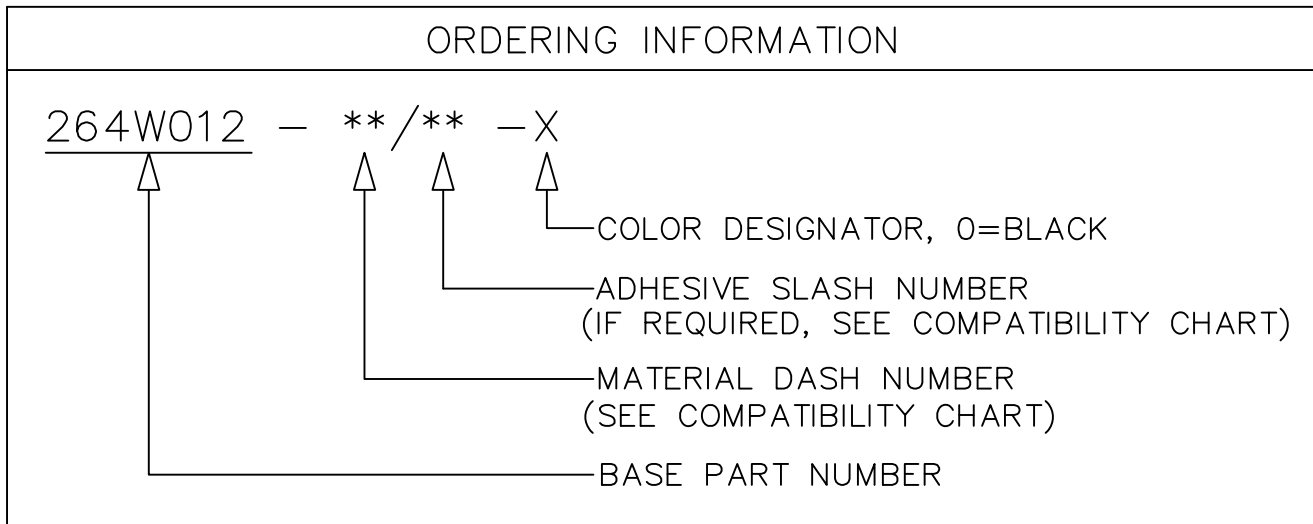 ORDERING INFORMATION
264W012 - **/** -X
COLOR DESIGNATOR, 0=BLACK
ADHESIVE SLASH NUMBER
(IF REQUIRED, SEE COMPATIBILITY CHART)
MATERIAL DASH NUMBER
(SEE COMPATIBILITY CHART)
BASE PART NUMBER